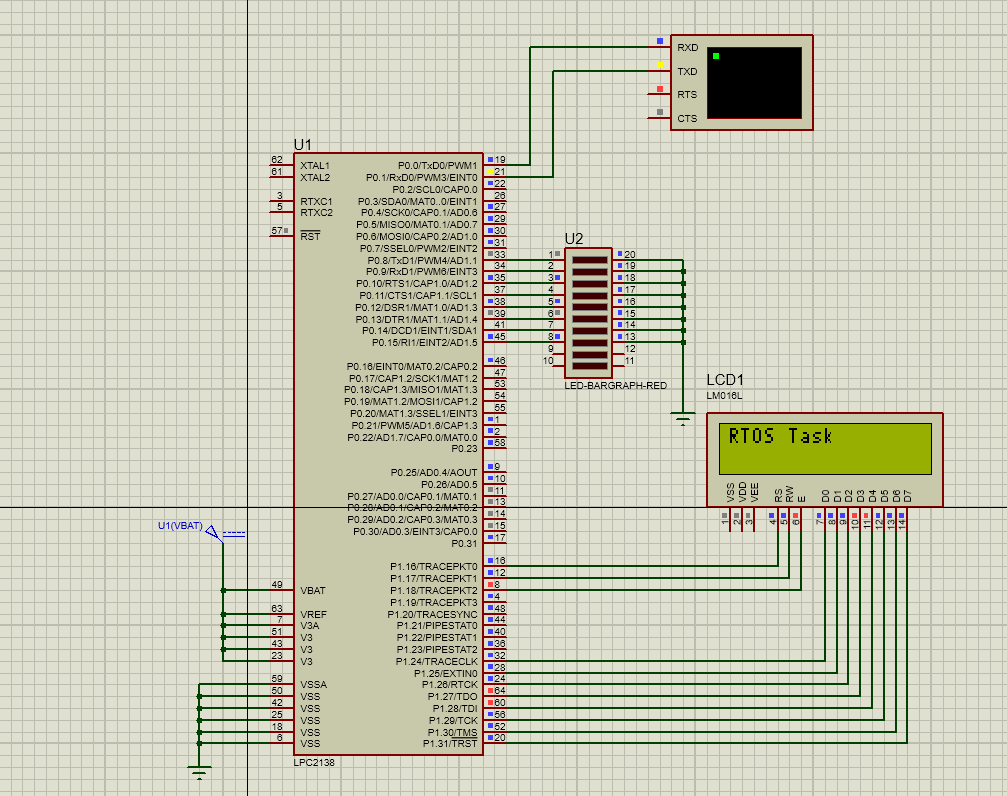 RXD
TXD
RTS
CTS
U1
62 XTAL1 P0.0/TxD0/PWM1 19
61 XTAL2 P0.1/RxD0/PWM3/EINT0 21
P0.2/SCL0/CAP0.0 22
3 RTXC1 P0.3/SDA0/MAT0..0/EINT1 26
5 RTXC2 P0.4/SCK0/CAP0.1/AD0.6 27
P0.5/MISO0/MAT0.1/AD0.7 29
57 RST P0.6/MOSI0/CAP0.2/AD1.0 30
P0.7/SSEL0/PWM2/EINT2 31
P0.8/TxD1/PWM4/AD1.1 33
P0.9/RxD1/PWM6/EINT3 34
P0.10/RTS1/CAP1.0/AD1.2 35
P0.11/CTS1/CAP1.1/SCL1 37
P0.12/DSR1/MAT1.0/AD1.3 38
P0.13/DTR1/MAT1.1/AD1.4 39
P0.14/DCD1/EINT1/SDA1 41
P0.15/RI1/EINT2/AD1.5 45
P0.16/EINT0/MAT0.2/CAP0.2 46
P0.17/CAP1.2/SCK1/MAT1.2 47
P0.18/CAP1.3/MISO1/MAT1.3 53
P0.19/MAT1.2/MOSI1/CAP1.2 54
P0.20/MAT1.3/SSEL1/EINT3 55
P0.21/PWM5/AD1.6/CAP1.3 1
P0.22/AD1.7/CAP0.0/MAT0.0 2
P0.23 58
P0.25/AD0.4/AOUT 9
P0.26/AD0.5 10
P0.27/AD0.0/CAP0.1/MAT0.1 11
P0.28/AD0.1/CAP0.2/MAT0.2 13
P0.29/AD0.2/CAP0.3/MAT0.3 14
P0.30/AD0.3/EINT3/CAP0.0 15
P0.31 17
P1.16/TRACEPKT0 16
P1.17/TRACEPKT1 12
49 VBAT P1.18/TRACEPKT2 8
P1.19/TRACEPKT3 4
63 VREF P1.20/TRACESYNC 48
7 V3A P1.21/PIPESTAT0 44
51 V3 P1.22/PIPESTAT1 40
43 V3 P1.23/PIPESTAT2 36
23 V3 P1.24/TRACECLK 32
P1.25/EXTIN0 28
59 VSSA P1.26/RTCK 24
50 VSS P1.27/TDO 64
42 VSS P1.28/TDI 60
25 VSS P1.29/TCK 56
18 VSS P1.30/TMS 52
6 VSS P1.31/TRST 20
LPC2138
U1(VBAT)
U2
1 20
2 19
3 18
4 17
5 16
6 15
7 14
8 13
9 12
10 11
LED-BARGRAPH-RED
LCD1
LM016L
RTOS Task
VSS VDD VEE RS RW E D0 D1 D2 D3 D4 D5 D6 D7
1 2 3 4 5 6 7 8 9 10 11 12 13 14